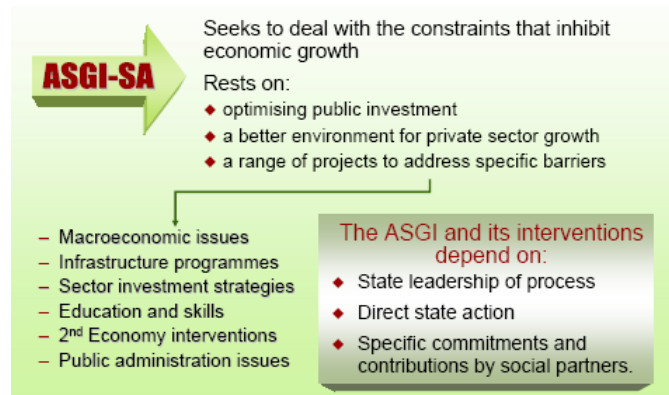 ASGI-SA
Seeks to deal with the constraints that inhibit
economic growth
Rests on:
◆ optimising public investment
◆ a better environment for private sector growth
◆ a range of projects to address specific barriers
– Macroeconomic issues
– Infrastructure programmes
– Sector investment strategies
– Education and skills
– 2nd Economy interventions
– Public administration issues
The ASGI and its interventions
depend on:
◆ State leadership of process
◆ Direct state action
◆ Specific commitments and
contributions by social partners.